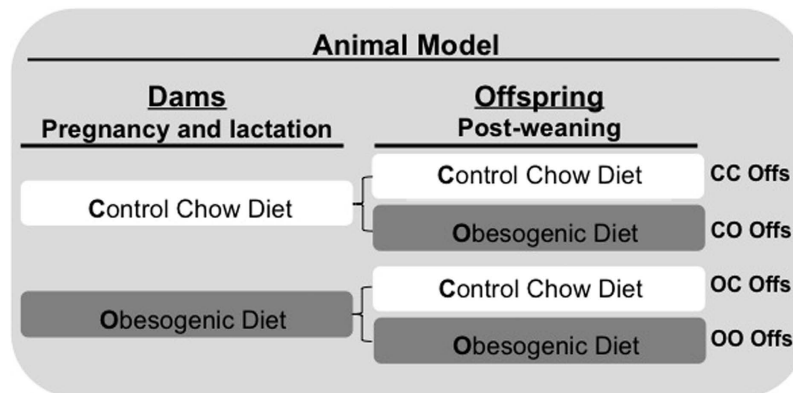 Animal Model
Dams
Offspring
Pregnancy and lactation
Post-weaning
Control Chow Diet
Control Chow Diet
CC Offs
Obesogenic Diet
CO Offs
Obesogenic Diet
Control Chow Diet
OC Offs
Obesogenic Diet
OO Offs